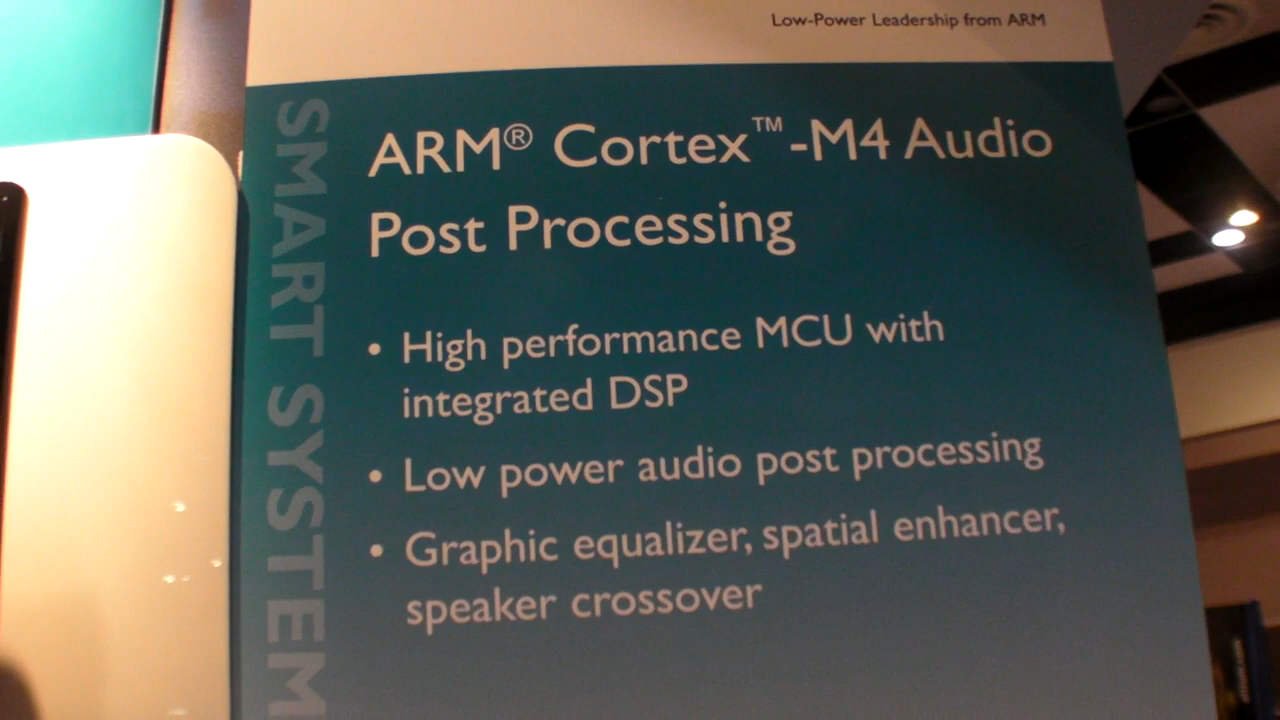 Low-Power Leadership from ARM
SMART SYSTEM
ARM® Cortex™-M4 Audio
Post Processing
• High performance MCU with
integrated DSP
• Low power audio post processing
• Graphic equalizer, spatial enhancer,
speaker crossover